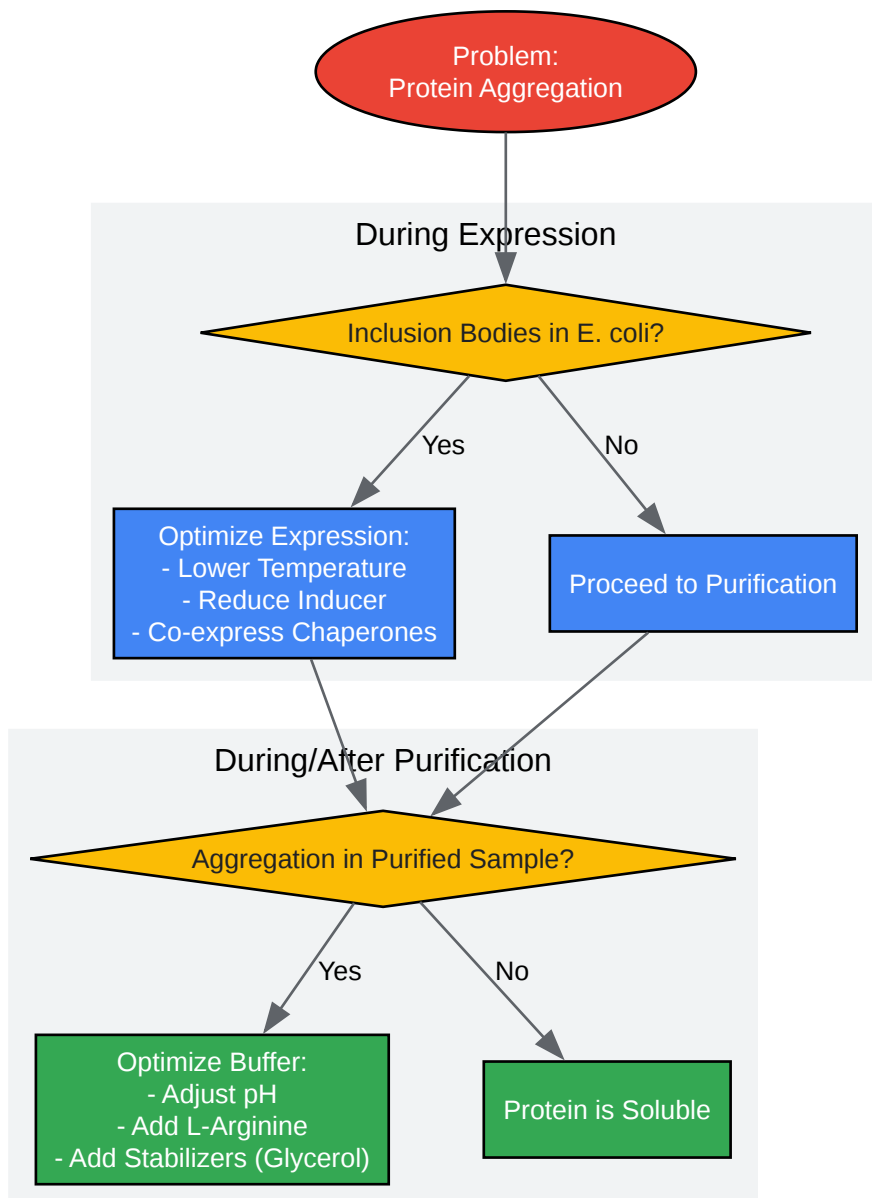 Problem:
Protein Aggregation
During Expression
Inclusion Bodies in E. coli?
Yes
No
Optimize Expression:
- Lower Temperature
- Reduce Inducer
- Co-express Chaperones
Proceed to Purification
During/After Purification
Aggregation in Purified Sample?
Yes
No
Optimize Buffer:
- Adjust pH
- Add L-Arginine
- Add Stabilizers (Glycerol)
Protein is Soluble